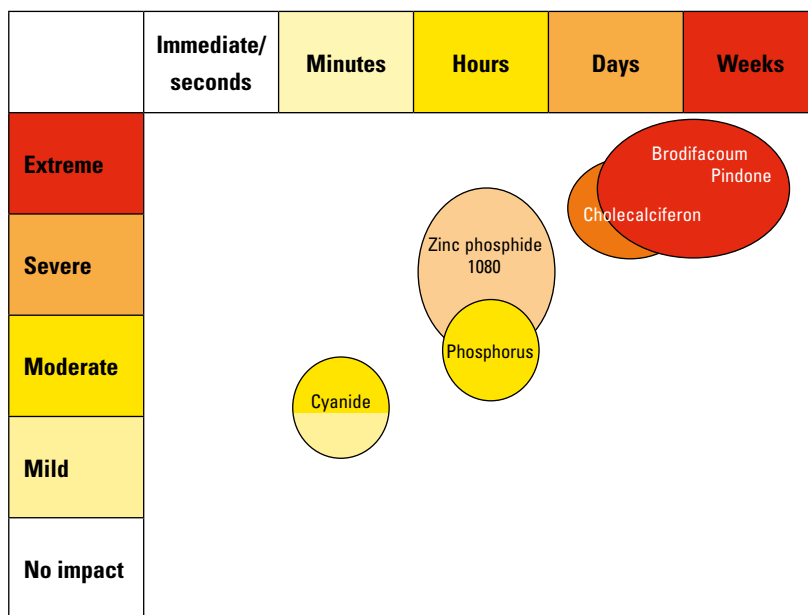 Immediate/
seconds
Minutes
Hours
Days
Weeks
Extreme
Brodifacoum
Pindone
Cholecalciferon
Severe
Zinc phosphide
1080
Moderate
Phosphorus
Cyanide
Mild
No impact